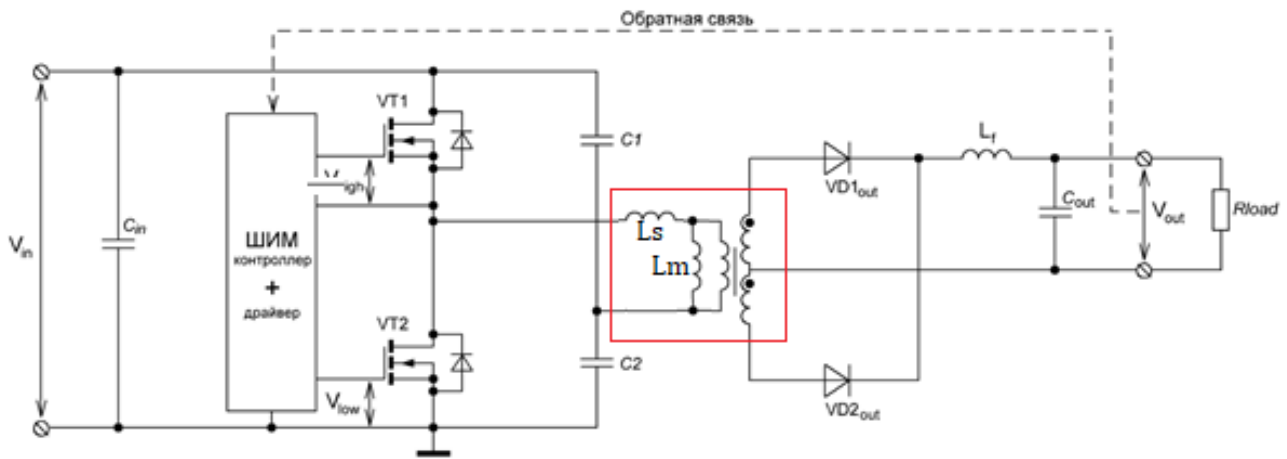 Обратная связь
VT1
C1
Lf
VD1out
Vigh
Cin
Cout
Vout
Rload
Vin
ШИМ
контроллер
+
драйвер
Ls
Lm
VT2
C2
Vlow
VD2out